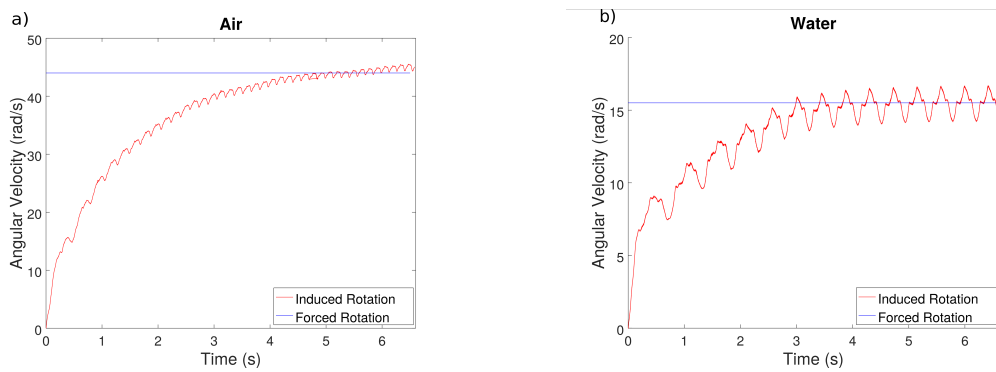 a)
Air
50
40
30
20
10
0
0 1 2 3 4 5 6
Angular Velocity (rad/s)
Time (s)
Induced Rotation
Forced Rotation
b)
Water
20
15
10
5
0
0 1 2 3 4 5 6
Angular Velocity (rad/s)
Time (s)
Induced Rotation
Forced Rotation